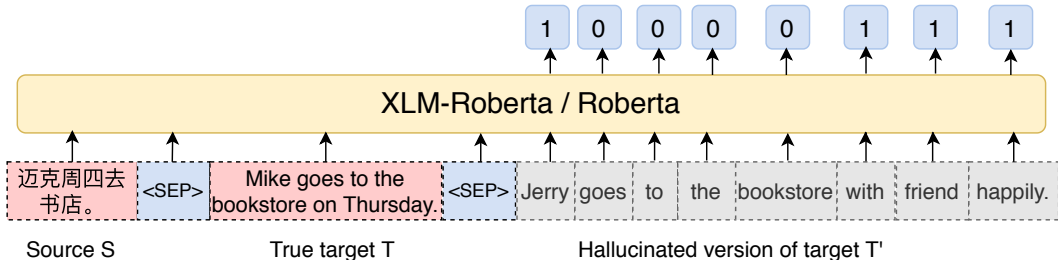 1 0 0 0 0 1 1 1
XLM-Roberta / Roberta
迈克周四去
书店。
<SEP>
Mike goes to the
bookstore on Thursday.
<SEP>
Jerry goes to the bookstore with friend happily.
Source S
True target T
Hallucinated version of target T'